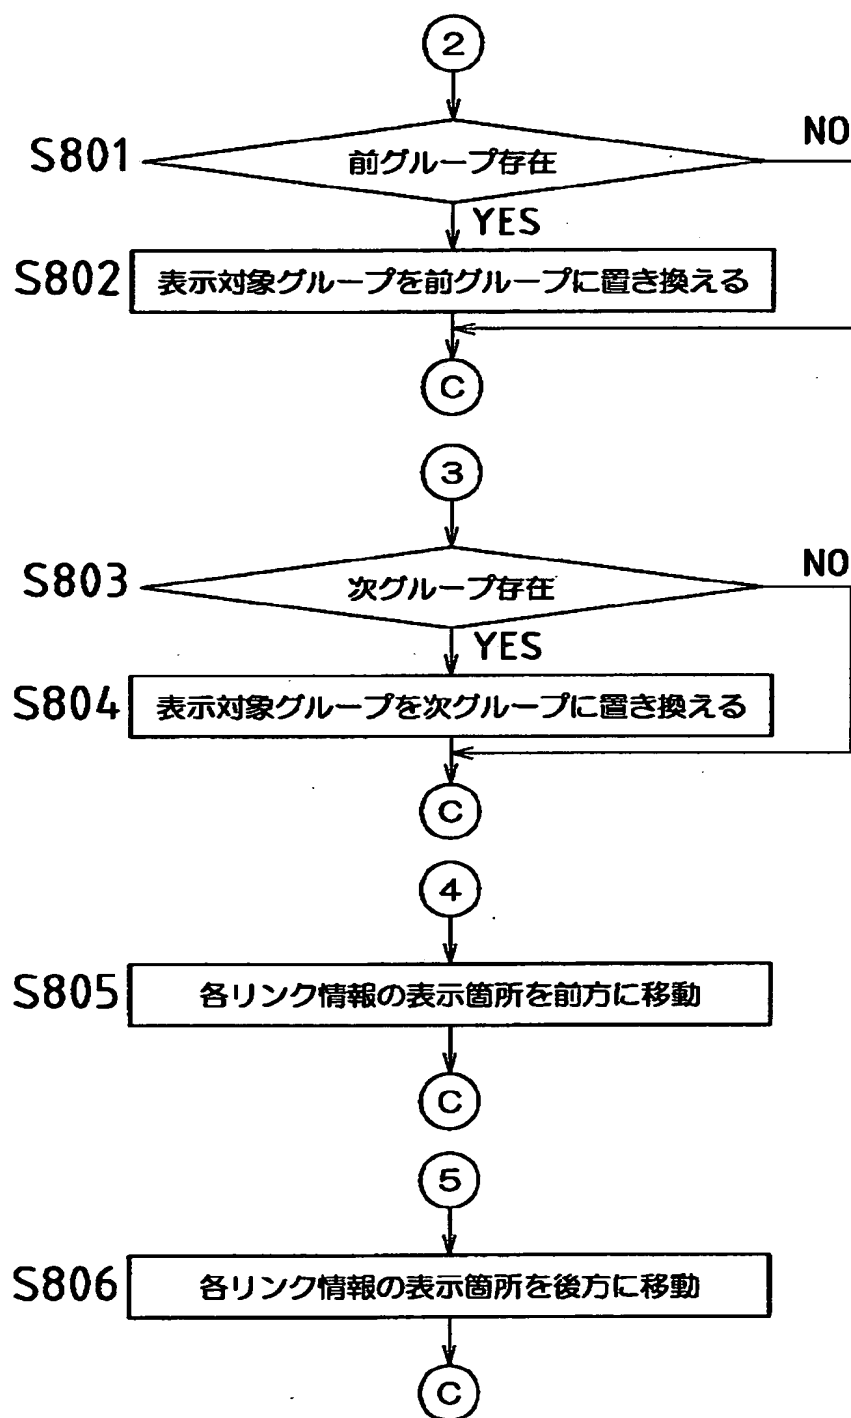 2
S801 前グループ存在 NO
YES
S802 表示対象グループを前グループに置き換える
C
3
S803 次グループ存在 NO
YES
S804 表示対象グループを次グループに置き換える
C
4
S805 各リンク情報の表示箇所を前方に移動
C
5
S806 各リンク情報の表示箇所を後方に移動
C